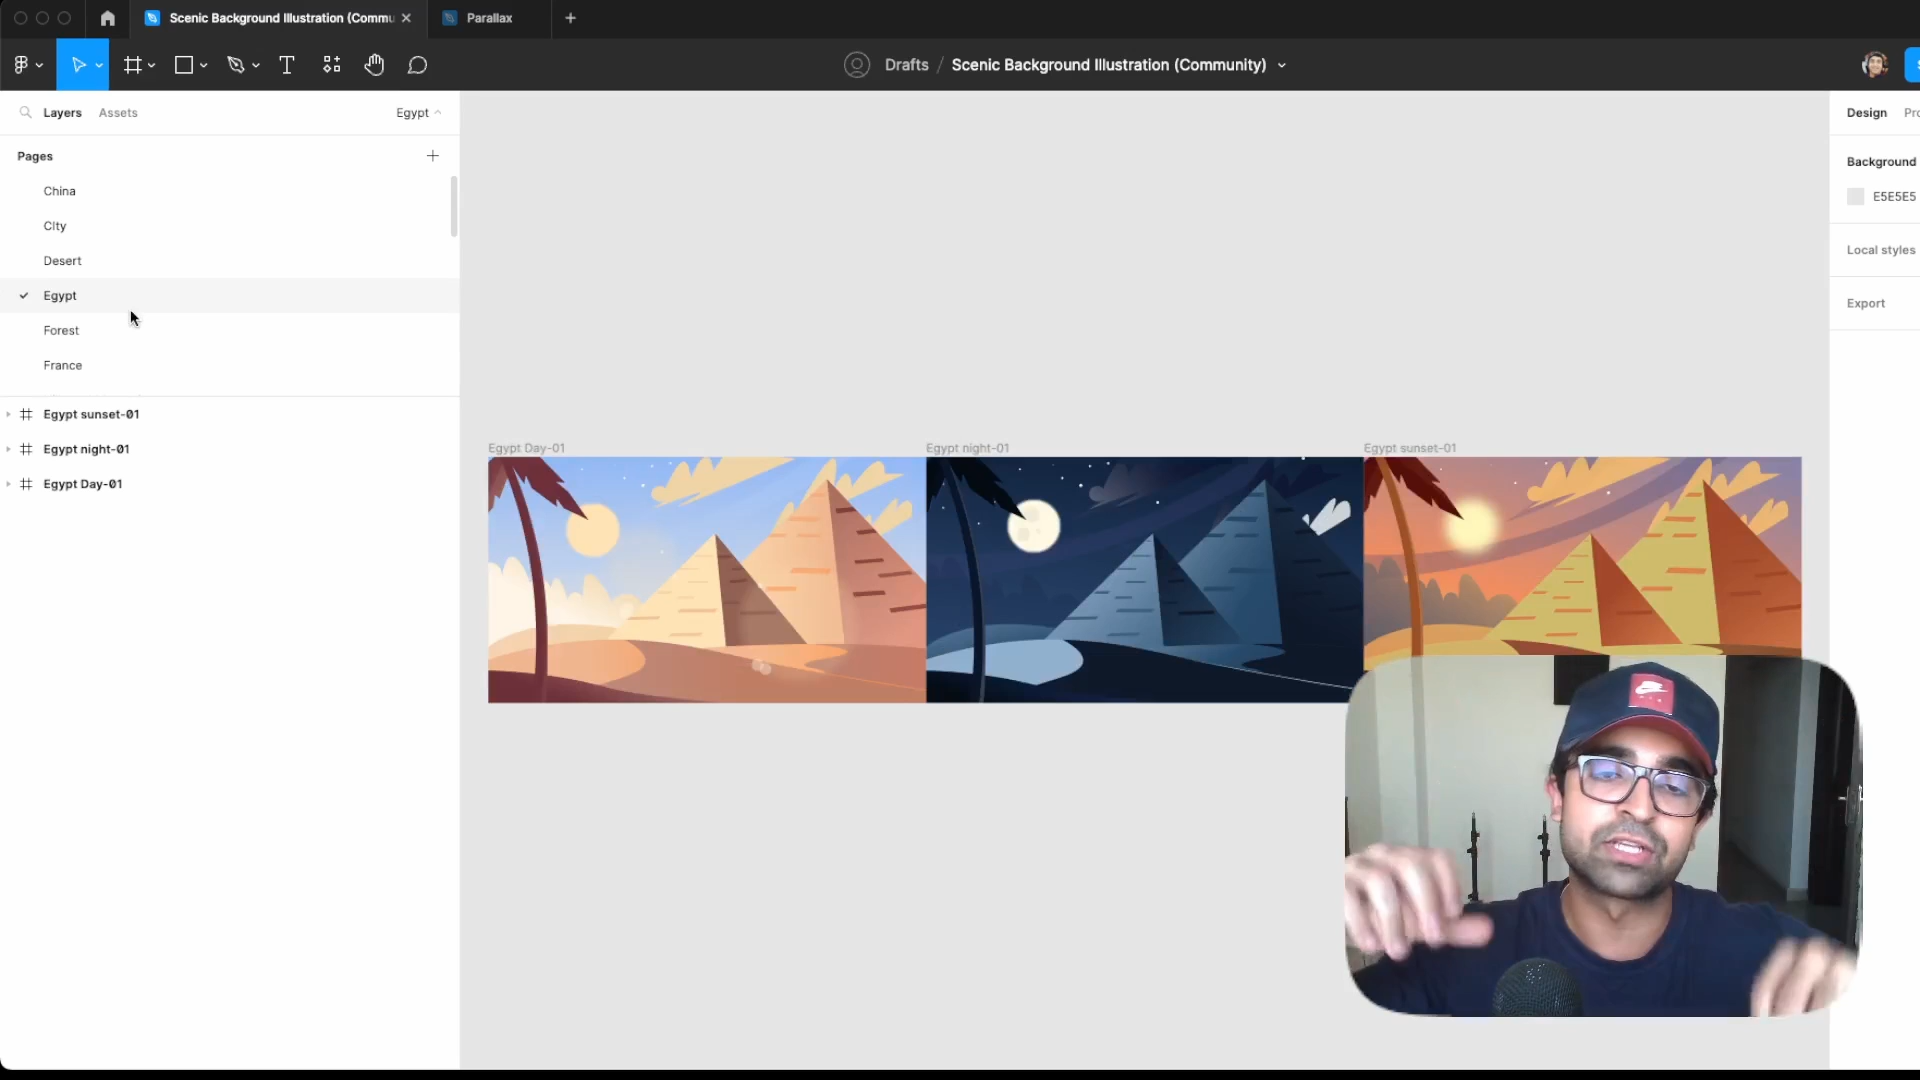 Scenic Background Illustration (Commu
Parallax
Drafts / Scenic Background Illustration (Community)
Layers
Assets
Egypt
Pages
China
CIty
Desert
Egypt
Forest
France
Egypt sunset-01
Egypt night-01
Egypt Day-01
Egypt Day-01
Egypt night-01
Egypt sunset-01
Design
Pro
Background
E5E5E5
Local styles
Export